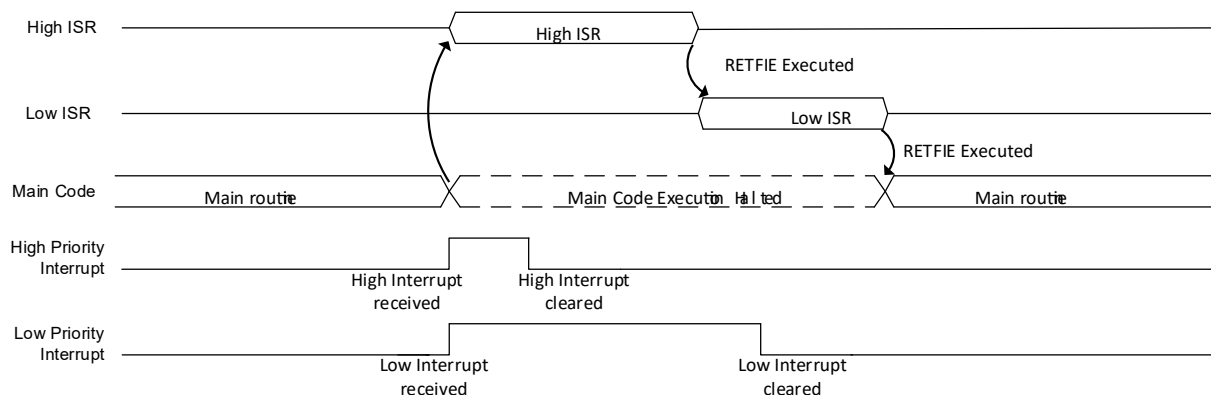 High ISR
High ISR
RETFIE Executed
Low ISR
Low ISR
RETFIE Executed
Main Code
Main routine
Main Code Execution Halted
Main routine
High Priority
Interrupt
High Interrupt
received
High Interrupt
cleared
Low Priority
Interrupt
Low Interrupt
received
Low Interrupt
cleared